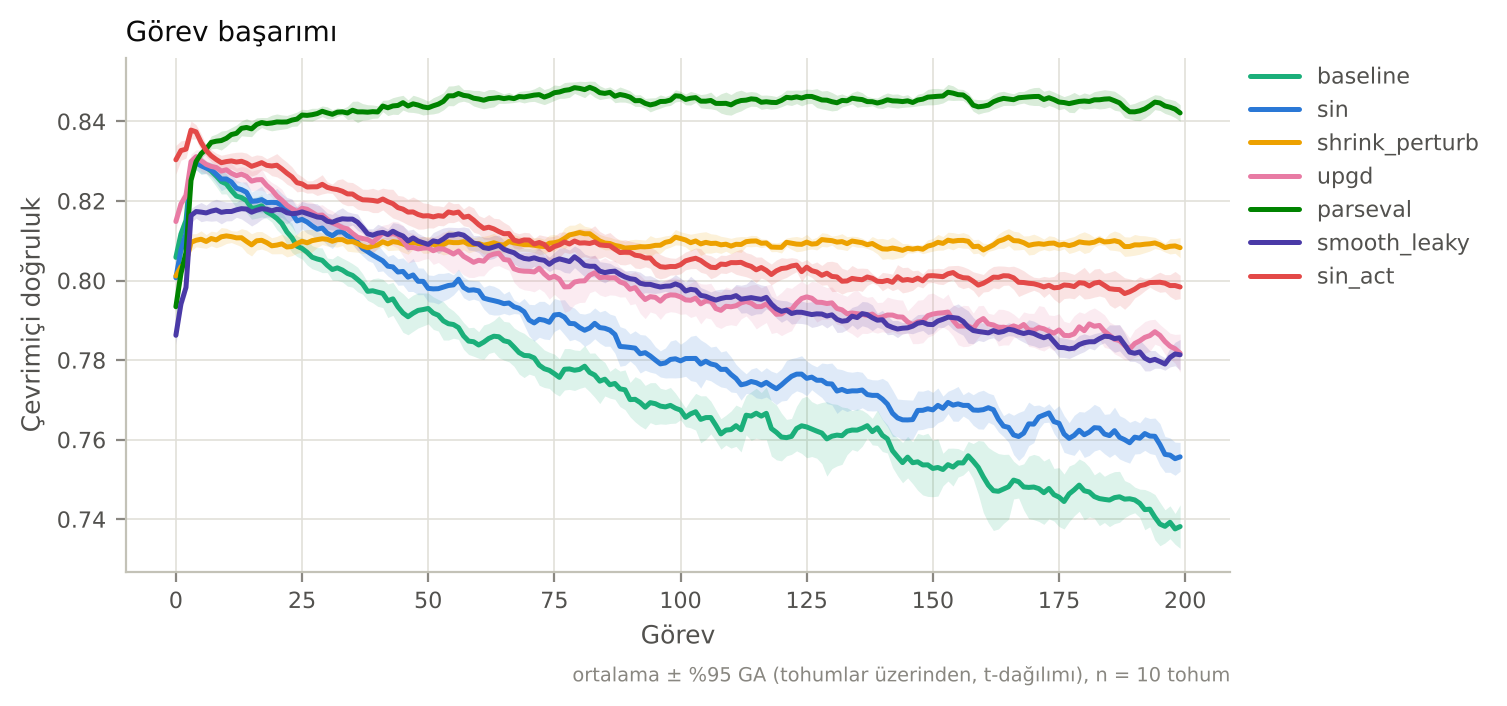 Görev başarımı
Çevrimiçi doğruluk
0.84
0.82
0.80
0.78
0.76
0.74
0
25
50
75
100
125
150
175
200
Görev
baseline
sin
shrink_perturb
upgd
parseval
smooth_leaky
sin_act
ortalama ± %95 GA (tohumlar üzerinden, t-dağılımı), n = 10 tohum